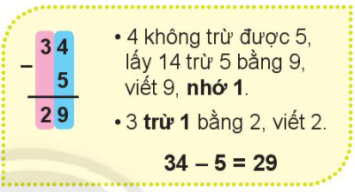 34
–
5
29
• 4 không trừ được 5,
lấy 14 trừ 5 bằng 9,
viết 9, nhớ 1.
• 3 trừ 1 bằng 2, viết 2.
34 – 5 = 29